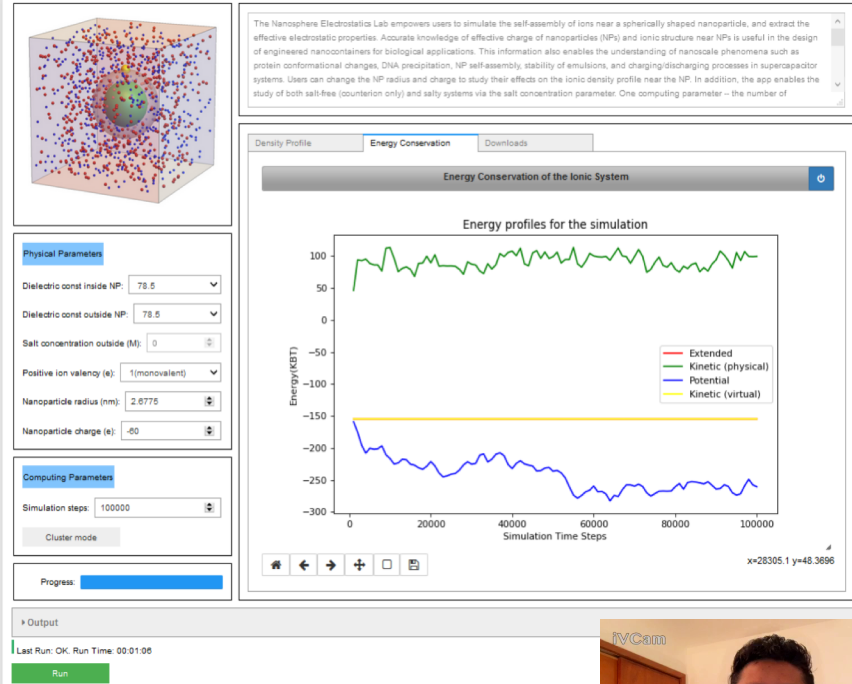 The Nanosphere Electrostatics Lab empowers users to simulate the self-assembly of ions near a spherically shaped nanoparticle, and extract the
effective electrostatic properties. Accurate knowledge of effective charge of nanoparticles (NPs) and ionic structure near NPs is useful in the design
of engineered nanocontainers for biological applications. This information also enables the understanding of nanoscale phenomena such as
protein conformational changes, DNA precipitation, NP self-assembly, stability of emulsions, and charging/discharging processes in supercapacitor
systems. Users can change the NP radius and charge to study their effects on the ionic density profile near the NP. In addition, the app enables the
study of both salt-free (counterion only) and salty systems via the salt concentration parameter. One computing parameter – the number of
Density Profile
Energy Conservation
Downloads
Energy Conservation of the Ionic System
Energy profiles for the simulation
100
50
0
−50
−100
−150
−200
−250
−300
Energy(KBT)
Extended
Kinetic (physical)
Potential
Kinetic (virtual)
0
20000
40000
60000
80000
100000
Simulation Time Steps
x=28305.1 y=48.3696
Physical Parameters
Dielectric const inside NP: 78.5
Dielectric const outside NP: 78.5
Salt concentration outside (M): 0
Positive ion valency (e): 1(monovalent)
Nanoparticle radius (nm): 2.6775
Nanoparticle charge (e): -60
Computing Parameters
Simulation steps: 100000
Cluster mode
Progress:
Output
Last Run: OK. Run Time: 00:01:06
Run
iVCam